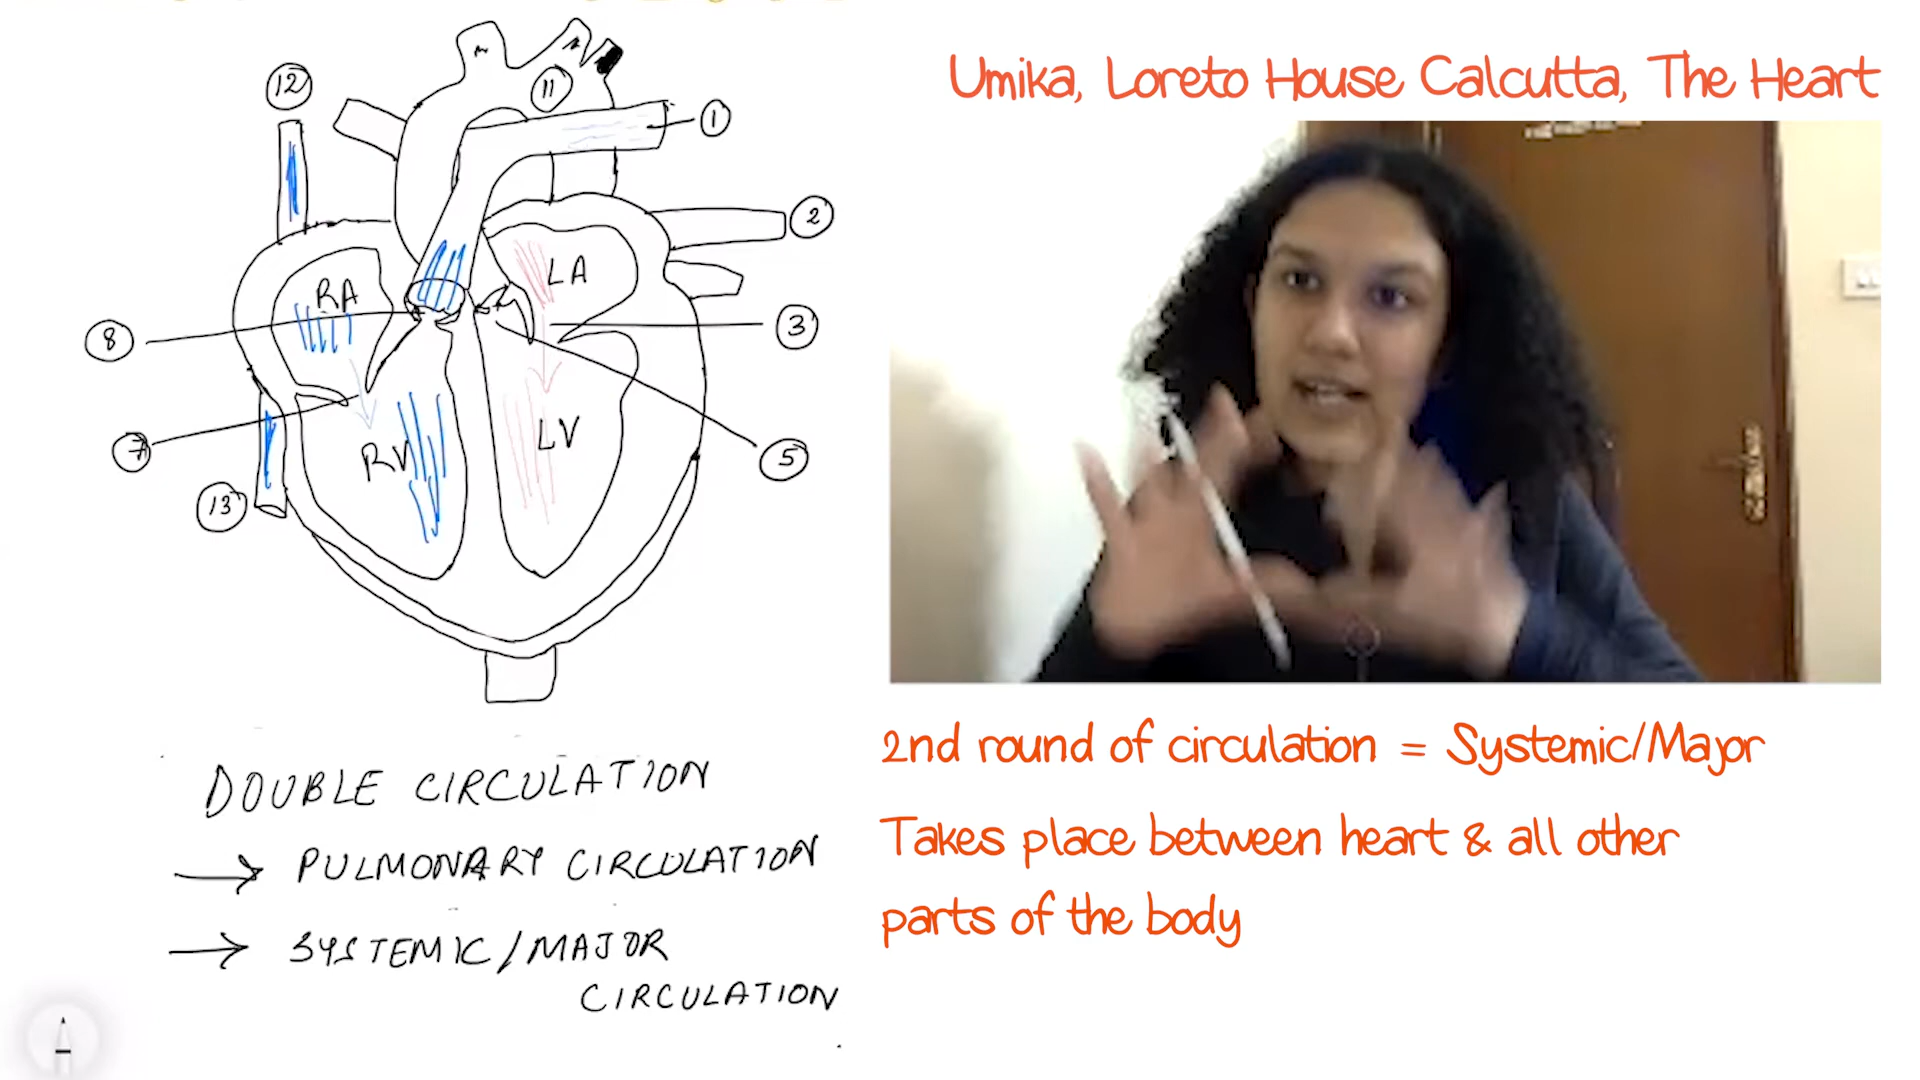 Umika, Loreto House Calcutta, The Heart
12
11
1
2
RA
LA
8
3
RV
LV
7
5
13
2nd round of circulation = Systemic/Major
Takes place between heart & all other
parts of the body
DOUBLE CIRCULATION
→ PULMONARY CIRCULATION
→ SYSTEMIC/MAJOR
CIRCULATION